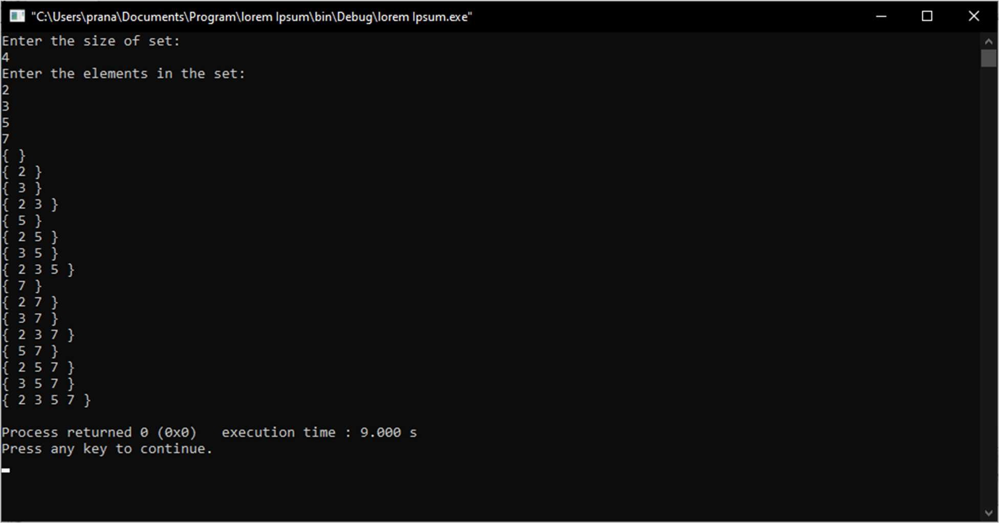 "C:\Users\prana\Documents\Program\lorem Ipsum\bin\Debug\lorem Ipsum.exe"
Enter the size of set:
4
Enter the elements in the set:
2
3
5
7
{ }
{ 2 }
{ 3 }
{ 2 3 }
{ 5 }
{ 2 5 }
{ 3 5 }
{ 2 3 5 }
{ 7 }
{ 2 7 }
{ 3 7 }
{ 2 3 7 }
{ 5 7 }
{ 2 5 7 }
{ 3 5 7 }
{ 2 3 5 7 }
Process returned 0 (0x0)   execution time : 9.000 s
Press any key to continue.